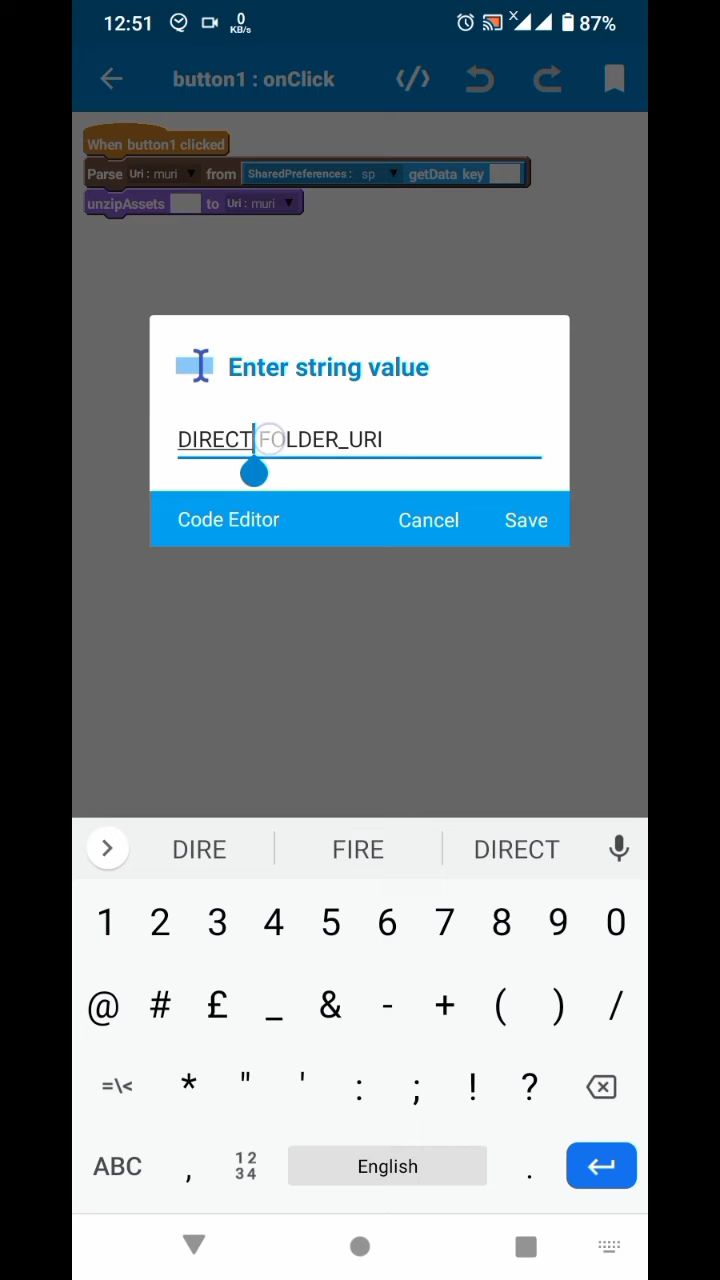 12:51 0 KB/s x 87%
button1 : onClick
When button1 clicked
Parse Uri : muri from SharedPreferences : sp getData key
unzipAssets to Uri : muri
Enter string value
DIRECT FOLDER_URI
Code Editor Cancel Save
DIRE FIRE DIRECT
1 2 3 4 5 6 7 8 9 0
@ # £ _ & - + ( ) /
=\< * " ' : ; ! ?
ABC , 12 34 English .